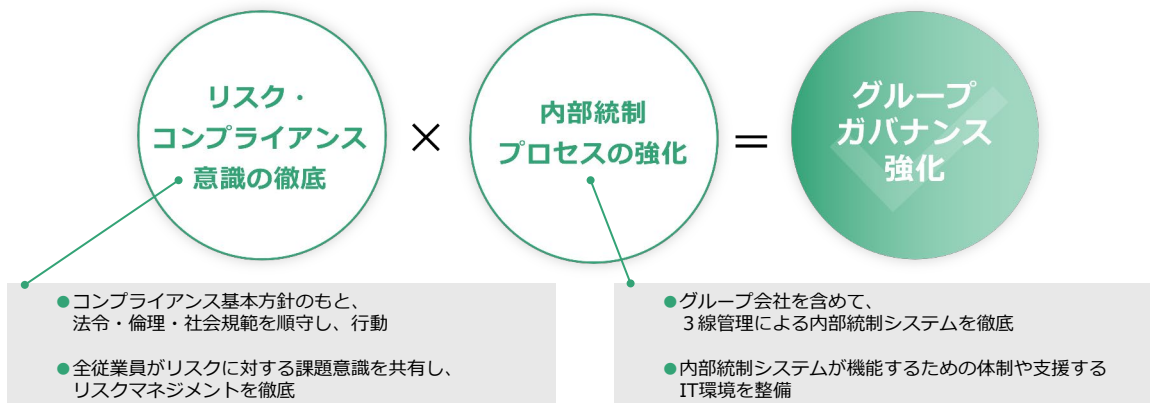 リスク・
コンプライアンス
意識の徹底
×
内部統制
プロセスの強化
=
グループ
ガバナンス
強化
●コンプライアンス基本方針のもと、
法令・倫理・社会規範を順守し、行動
●全従業員がリスクに対する課題意識を共有し、
リスクマネジメントを徹底
●グループ会社を含めて、
３線管理による内部統制システムを徹底
●内部統制システムが機能するための体制や支援する
IT環境を整備